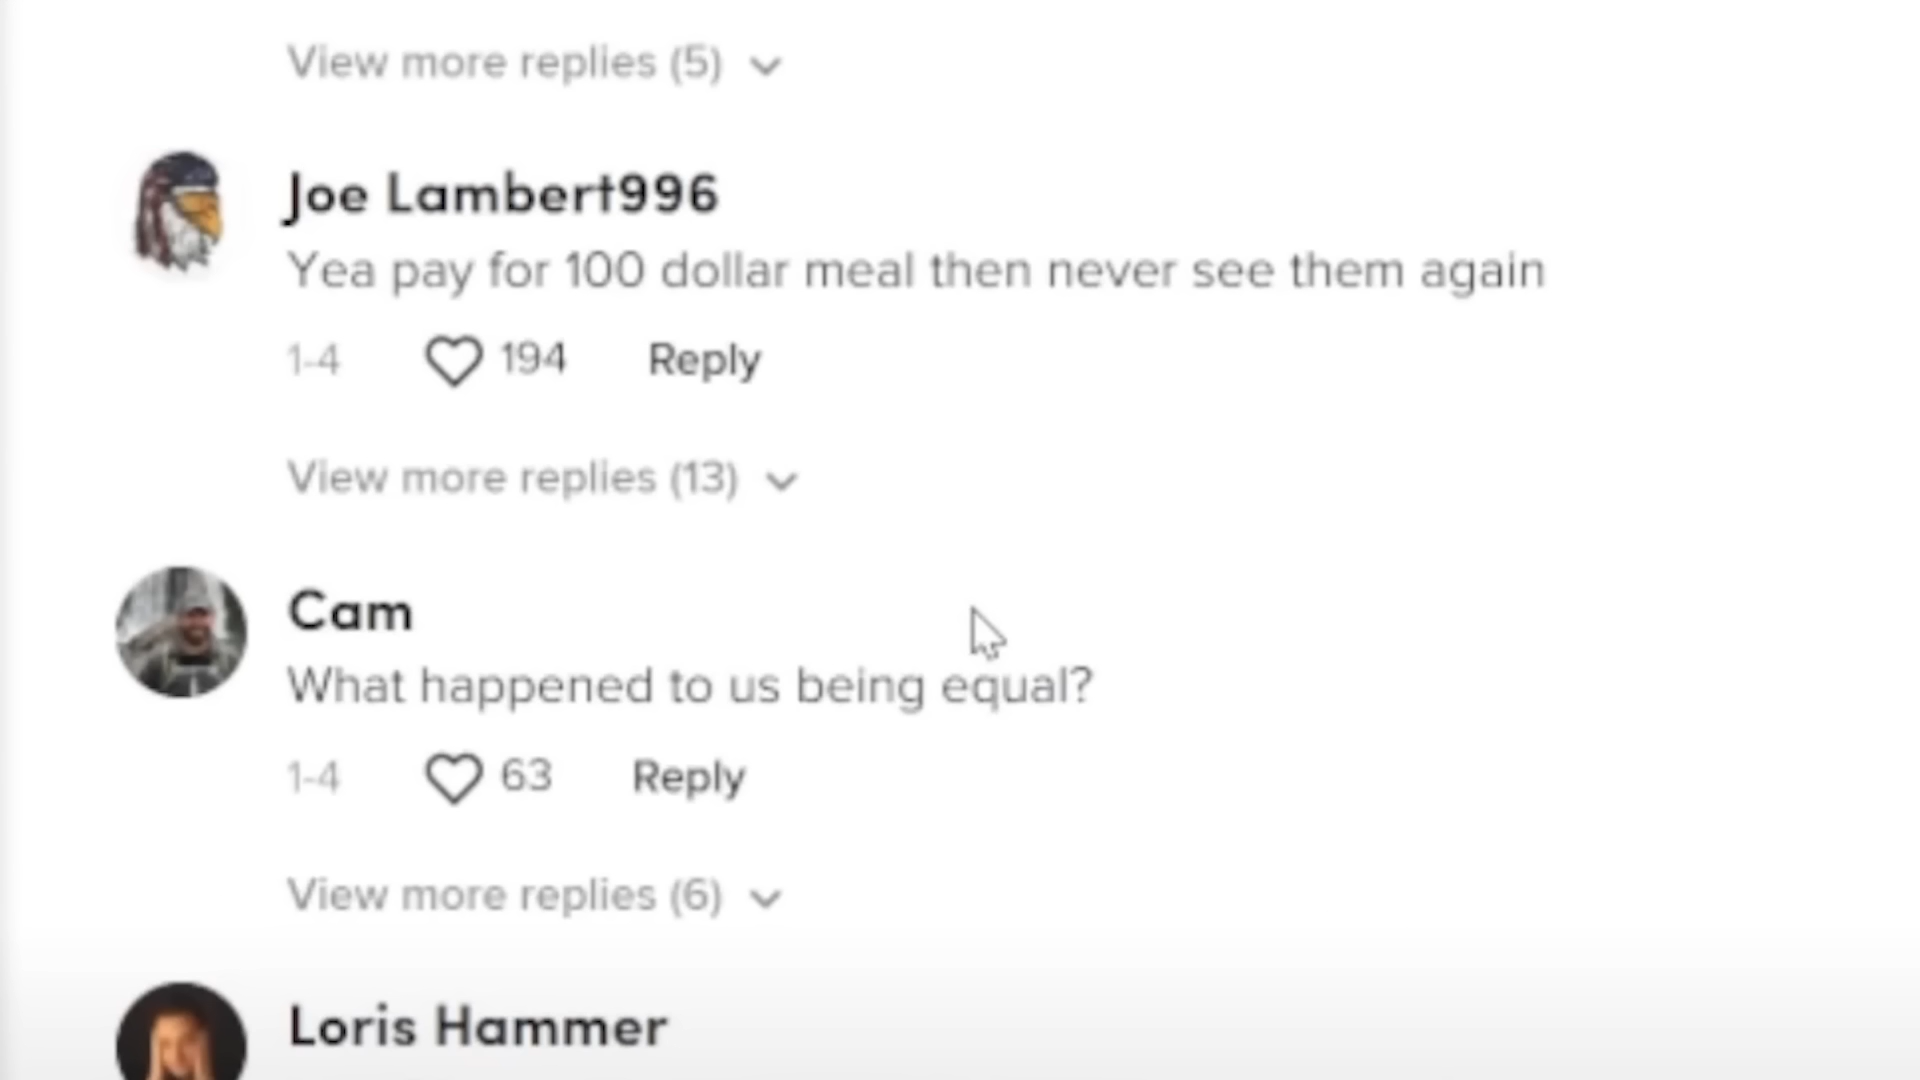 View more replies (5)
Joe Lambert996
Yea pay for 100 dollar meal then never see them again
1-4 194 Reply
View more replies (13)
Cam
What happened to us being equal?
1-4 63 Reply
View more replies (6)
Loris Hammer